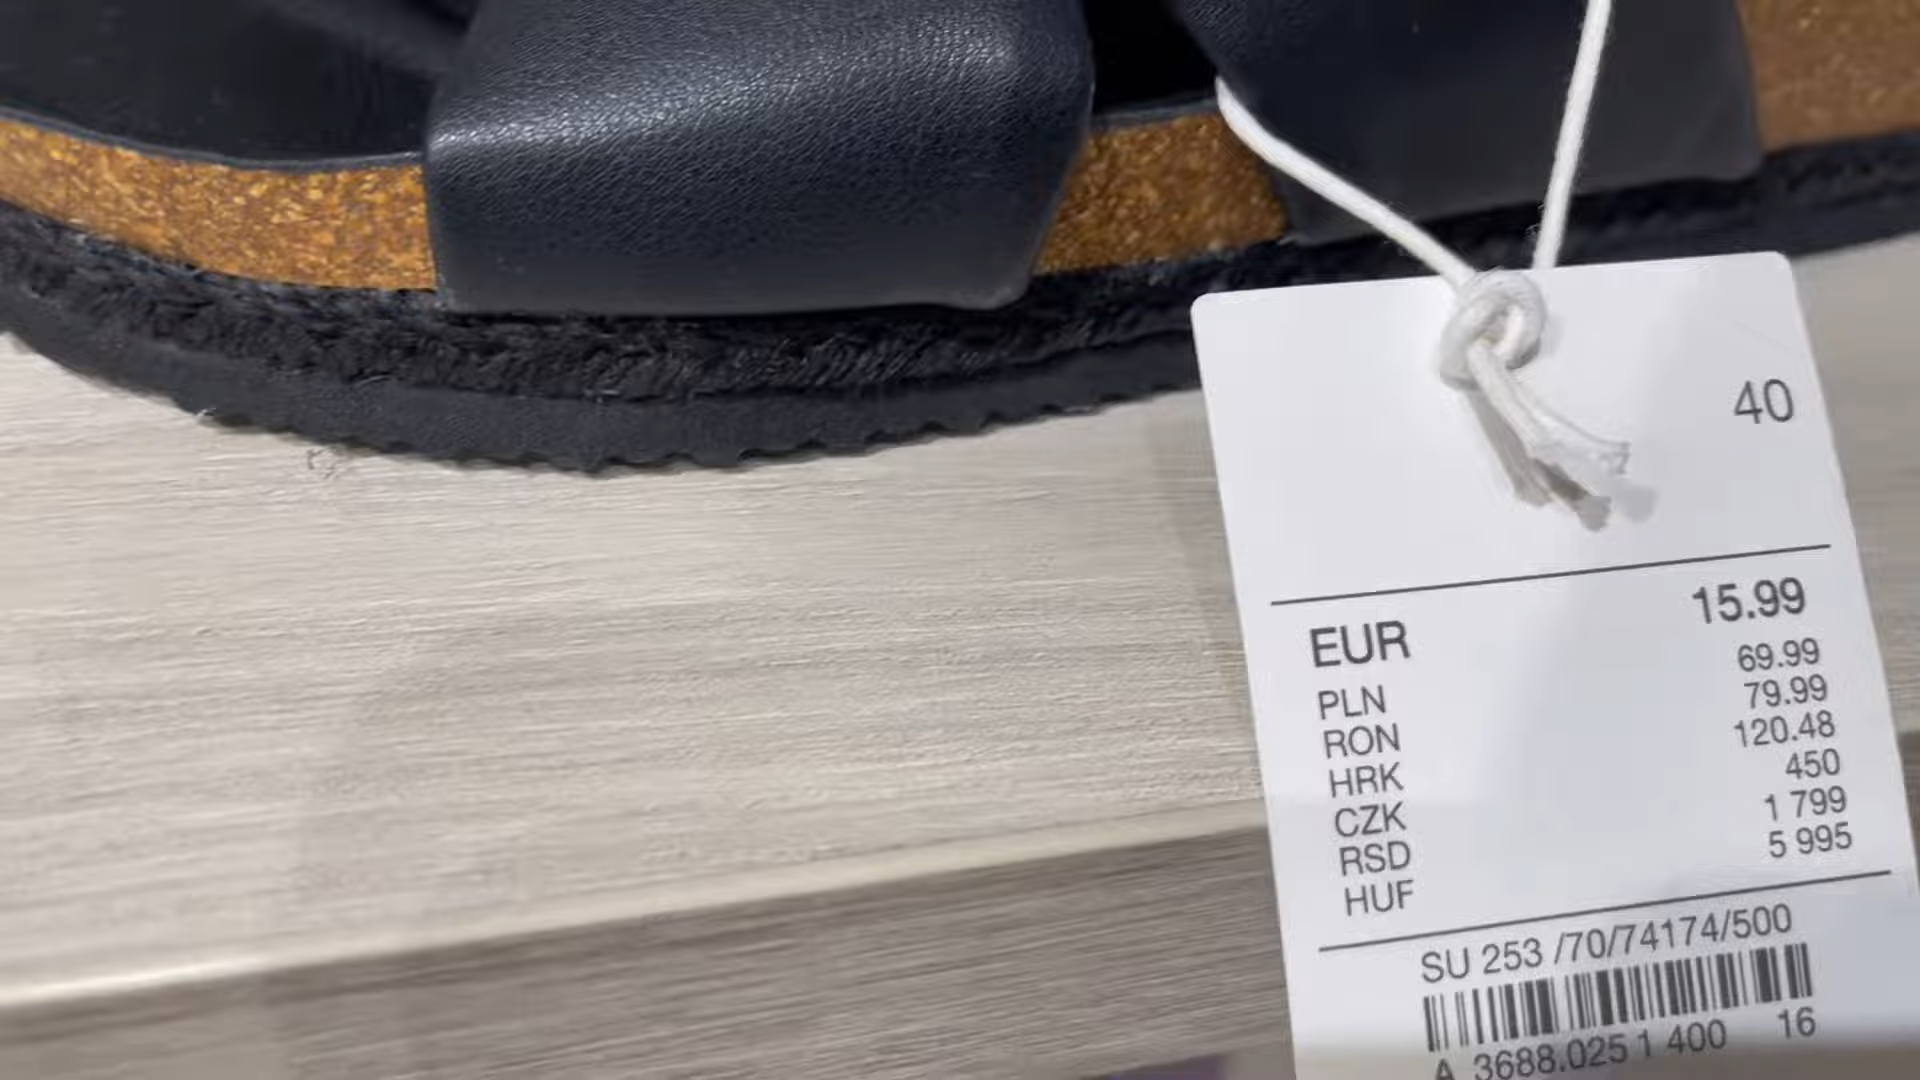 40
EUR 15.99
PLN 69.99
RON 79.99
HRK 120.48
CZK 450
RSD 1 799
HUF 5 995
SU 253 /70/74174/500
A 3688.025 1 400 16